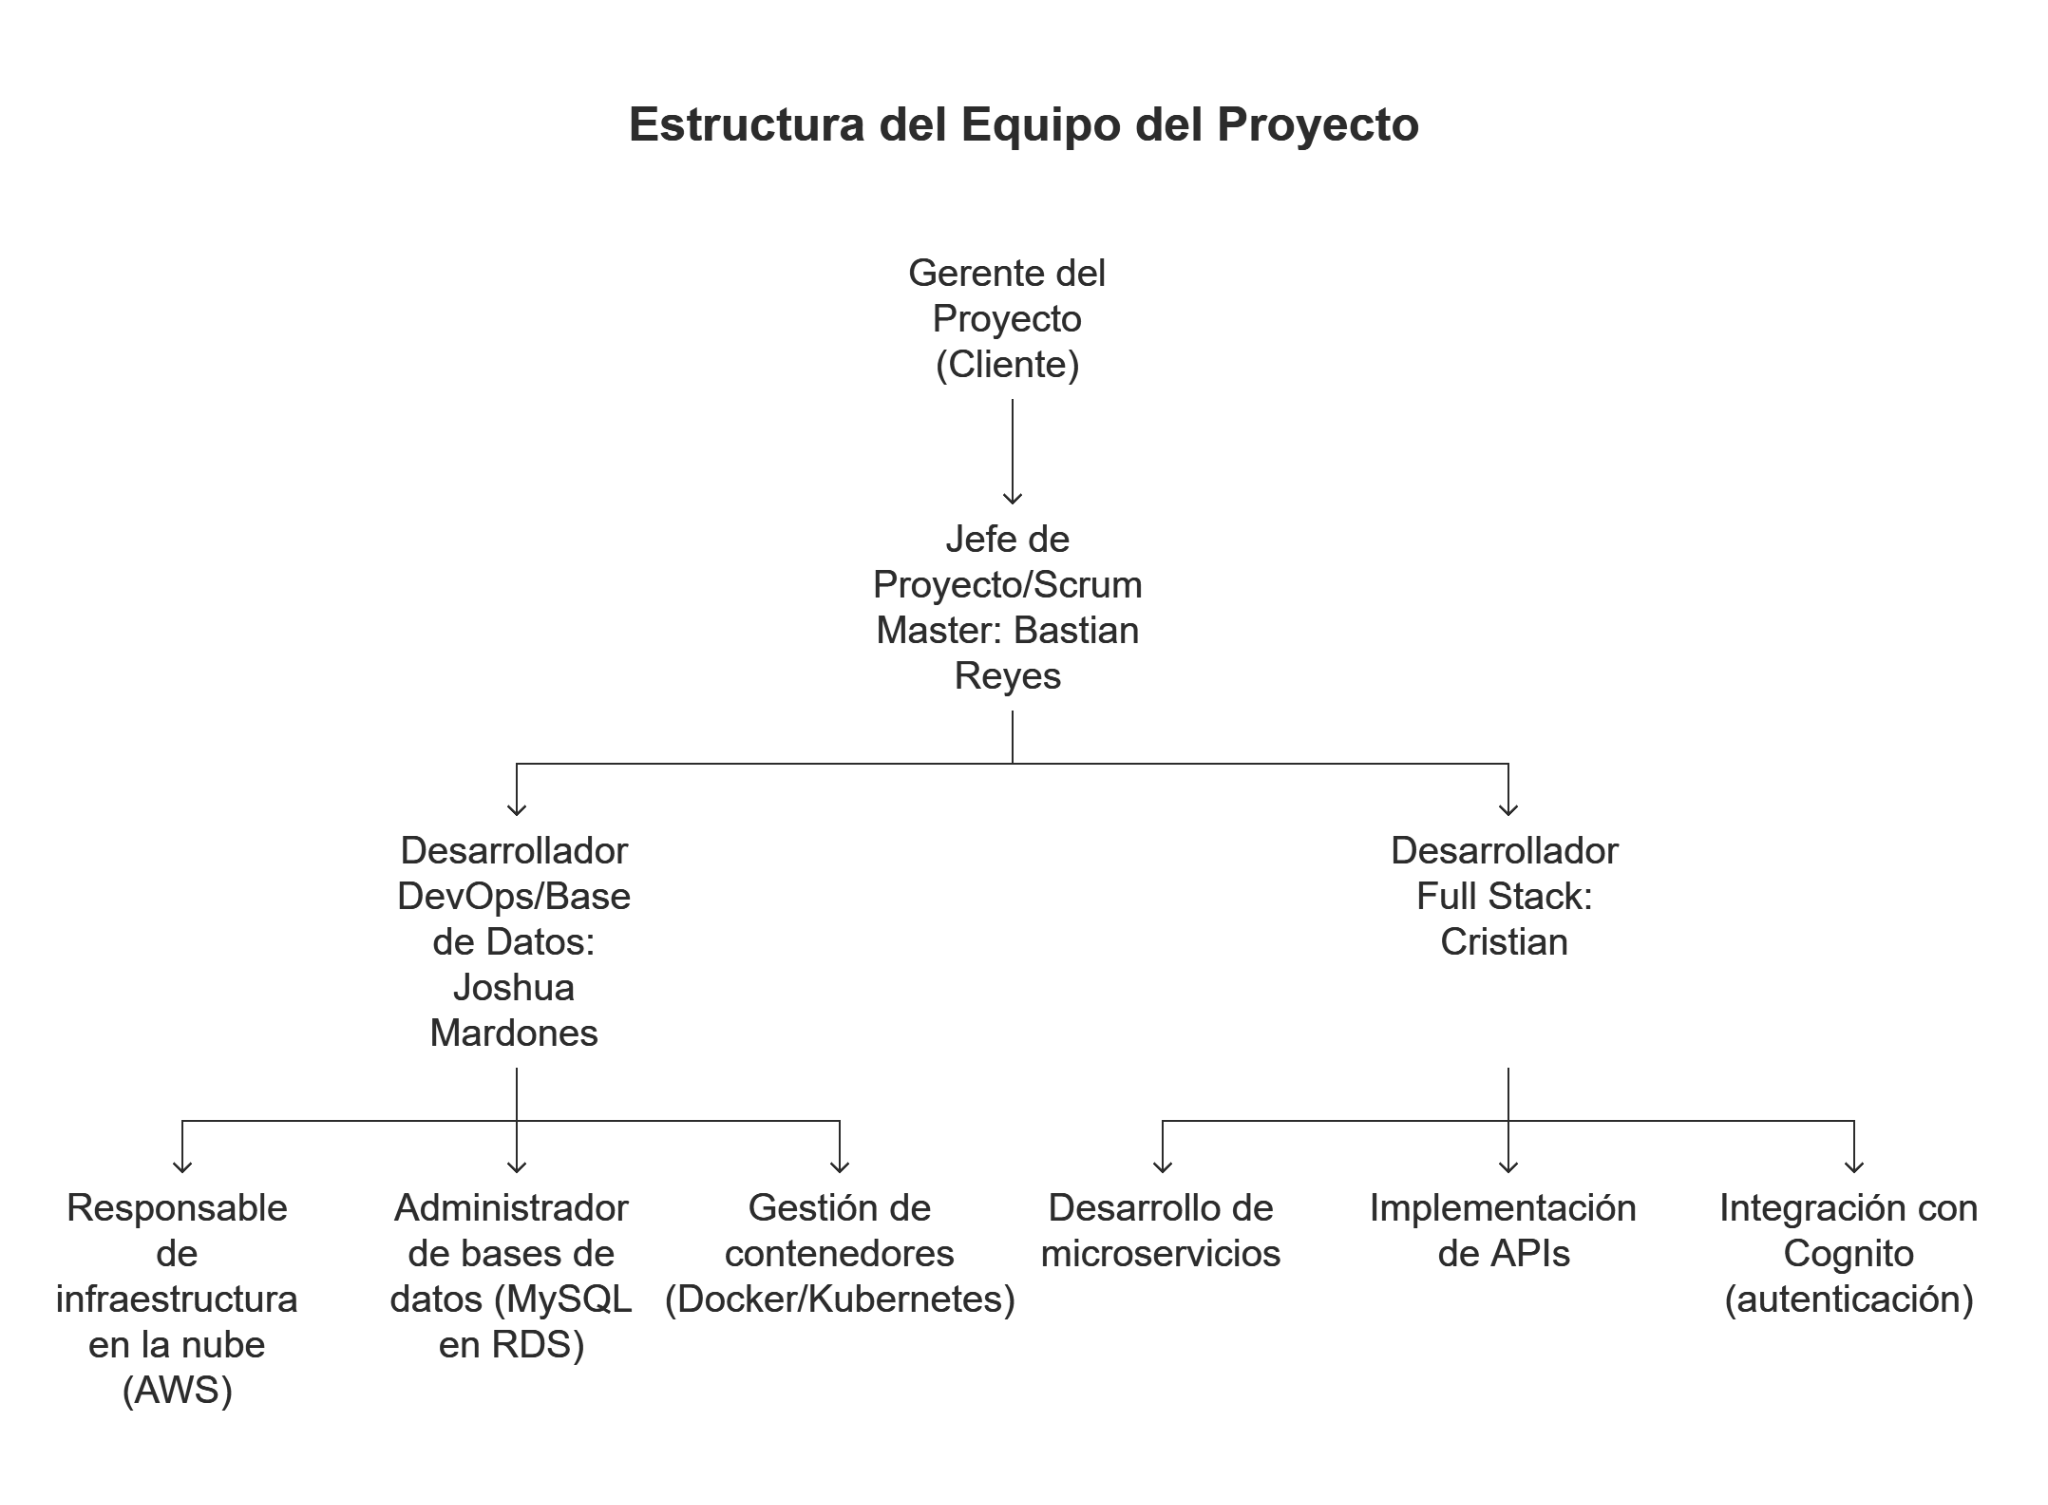 Estructura del Equipo del Proyecto
Gerente del
Proyecto
(Cliente)
Jefe de
Proyecto/Scrum
Master: Bastian
Reyes
Desarrollador
DevOps/Base
de Datos:
Joshua
Mardones
Desarrollador
Full Stack:
Cristian
Responsable
de
infraestructura
en la nube
(AWS)
Administrador
de bases de
datos (MySQL
en RDS)
Gestión de
contenedores
(Docker/Kubernetes)
Desarrollo de
microservicios
Implementación
de APIs
Integración con
Cognito
(autenticación)